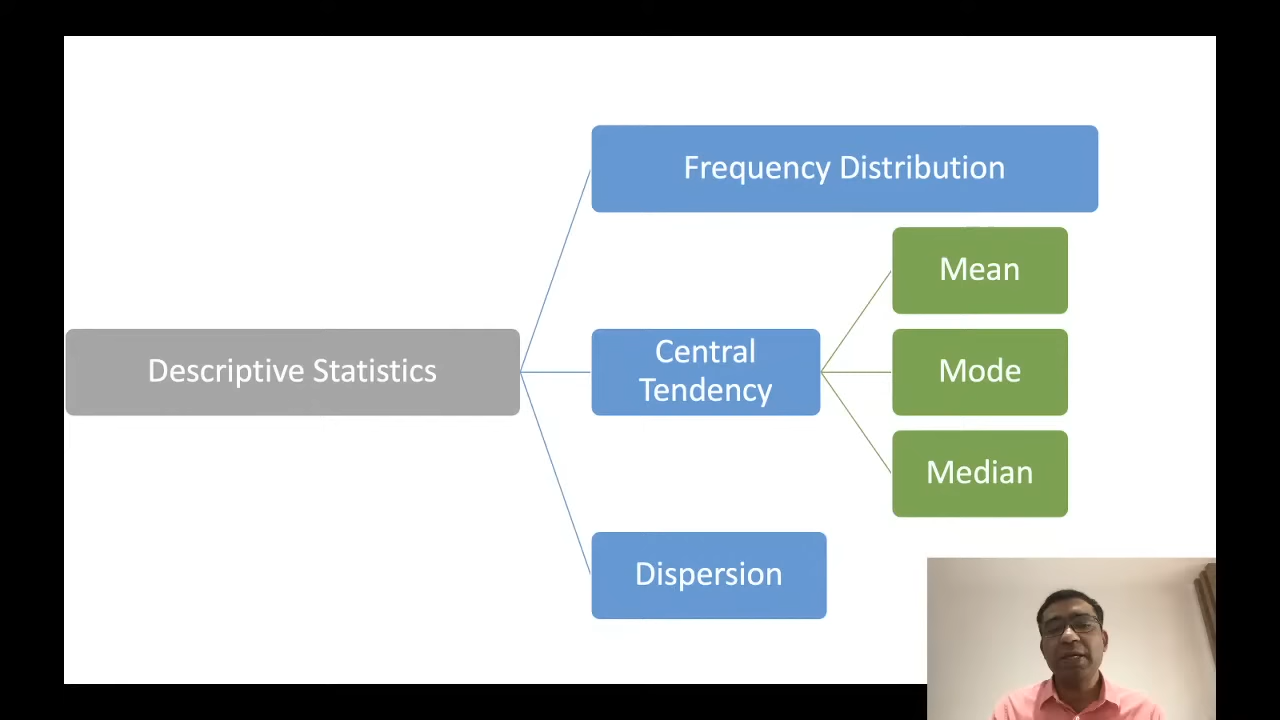 Frequency Distribution
Mean
Descriptive Statistics
Central
Tendency
Mode
Median
Dispersion